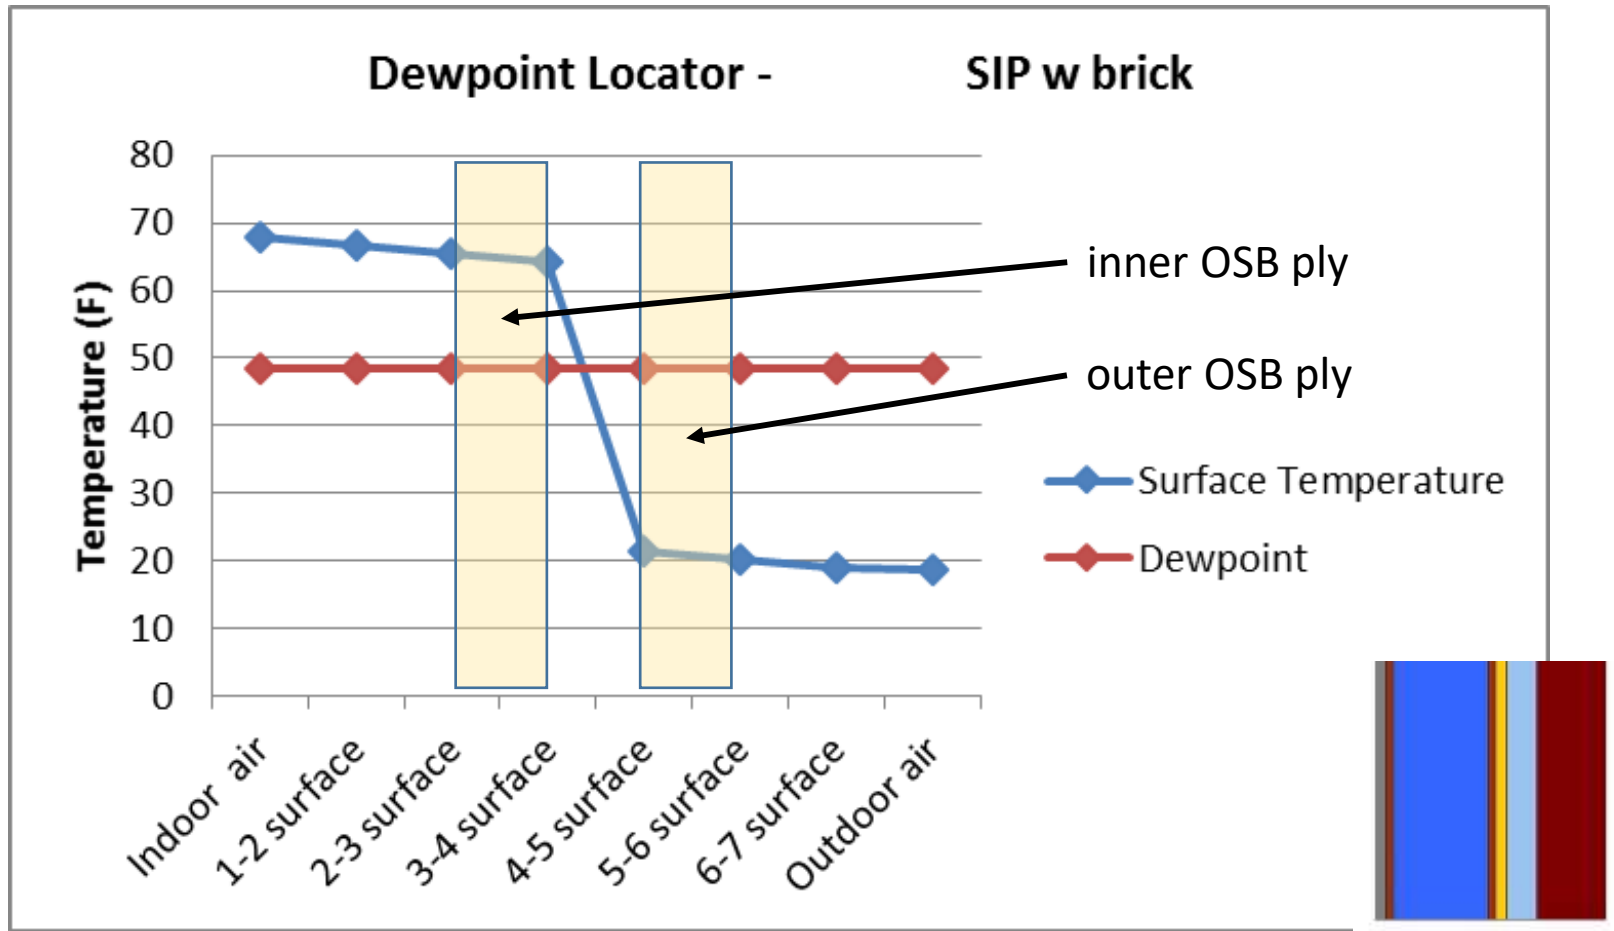 Dewpoint Locator - SIP w brick
Temperature (F)
80
70
60
50
40
30
20
10
0
Indoor air
1-2 surface
2-3 surface
3-4 surface
4-5 surface
5-6 surface
6-7 surface
Outdoor air
inner OSB ply
outer OSB ply
Surface Temperature
Dewpoint